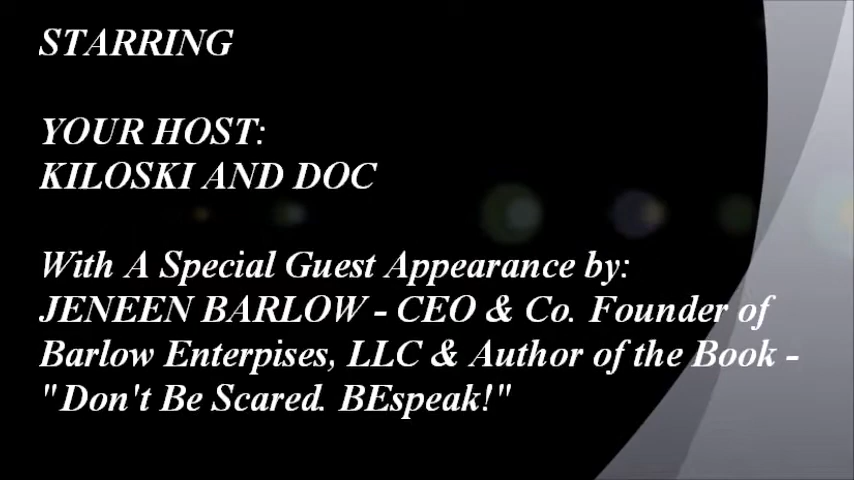 STARRING
YOUR HOST:
KILOSKI AND DOC
With A Special Guest Appearance by:
JENEEN BARLOW - CEO & Co. Founder of
Barlow Enterpises, LLC & Author of the Book -
"Don't Be Scared. BEspeak!"